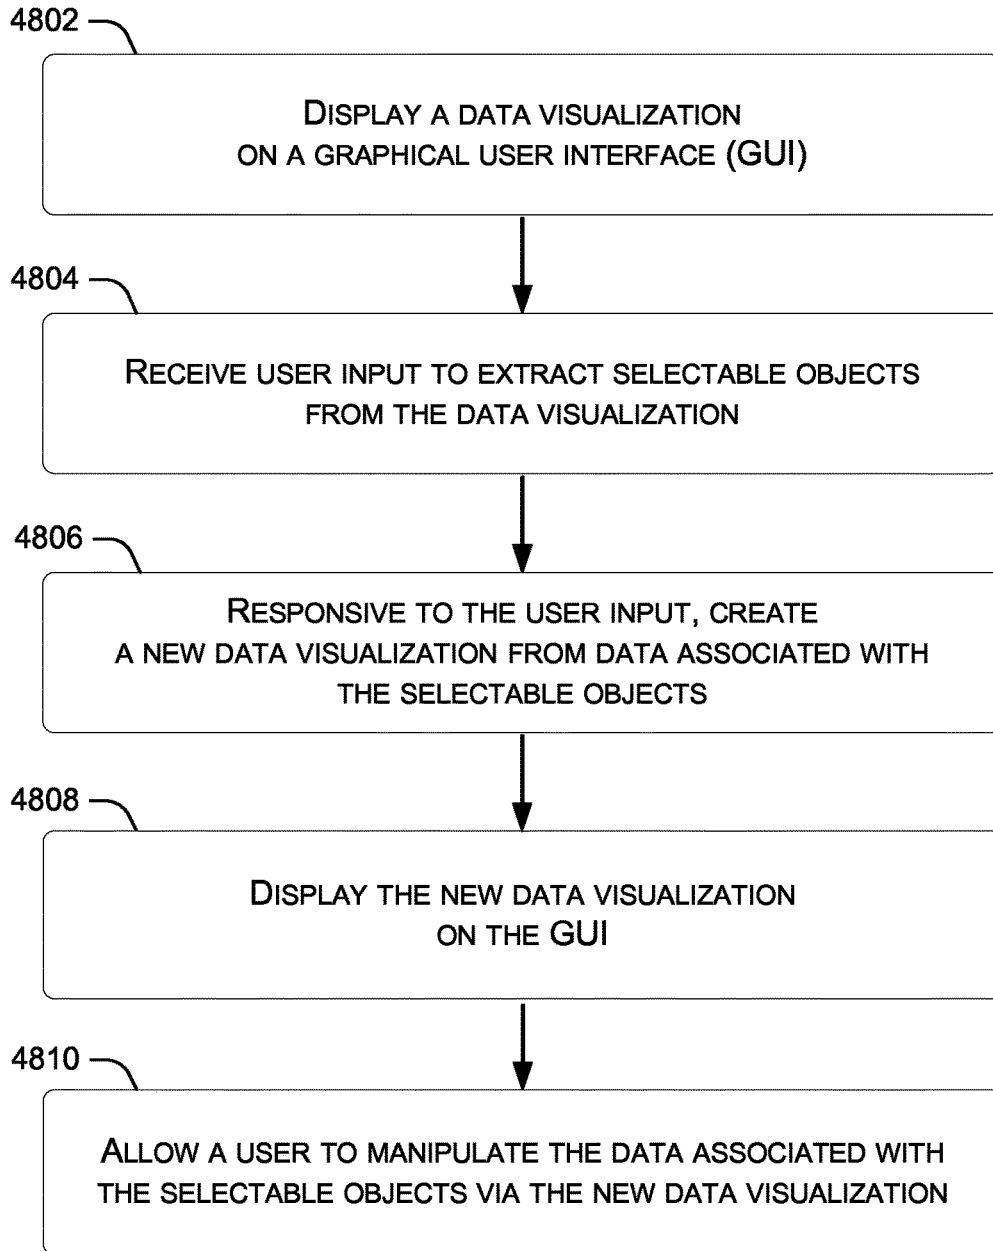 4802
DISPLAY A DATA VISUALIZATION
ON A GRAPHICAL USER INTERFACE (GUI)
4804
RECEIVE USER INPUT TO EXTRACT SELECTABLE OBJECTS
FROM THE DATA VISUALIZATION
4806
RESPONSIVE TO THE USER INPUT, CREATE
A NEW DATA VISUALIZATION FROM DATA ASSOCIATED WITH
THE SELECTABLE OBJECTS
4808
DISPLAY THE NEW DATA VISUALIZATION
ON THE GUI
4810
ALLOW A USER TO MANIPULATE THE DATA ASSOCIATED WITH
THE SELECTABLE OBJECTS VIA THE NEW DATA VISUALIZATION